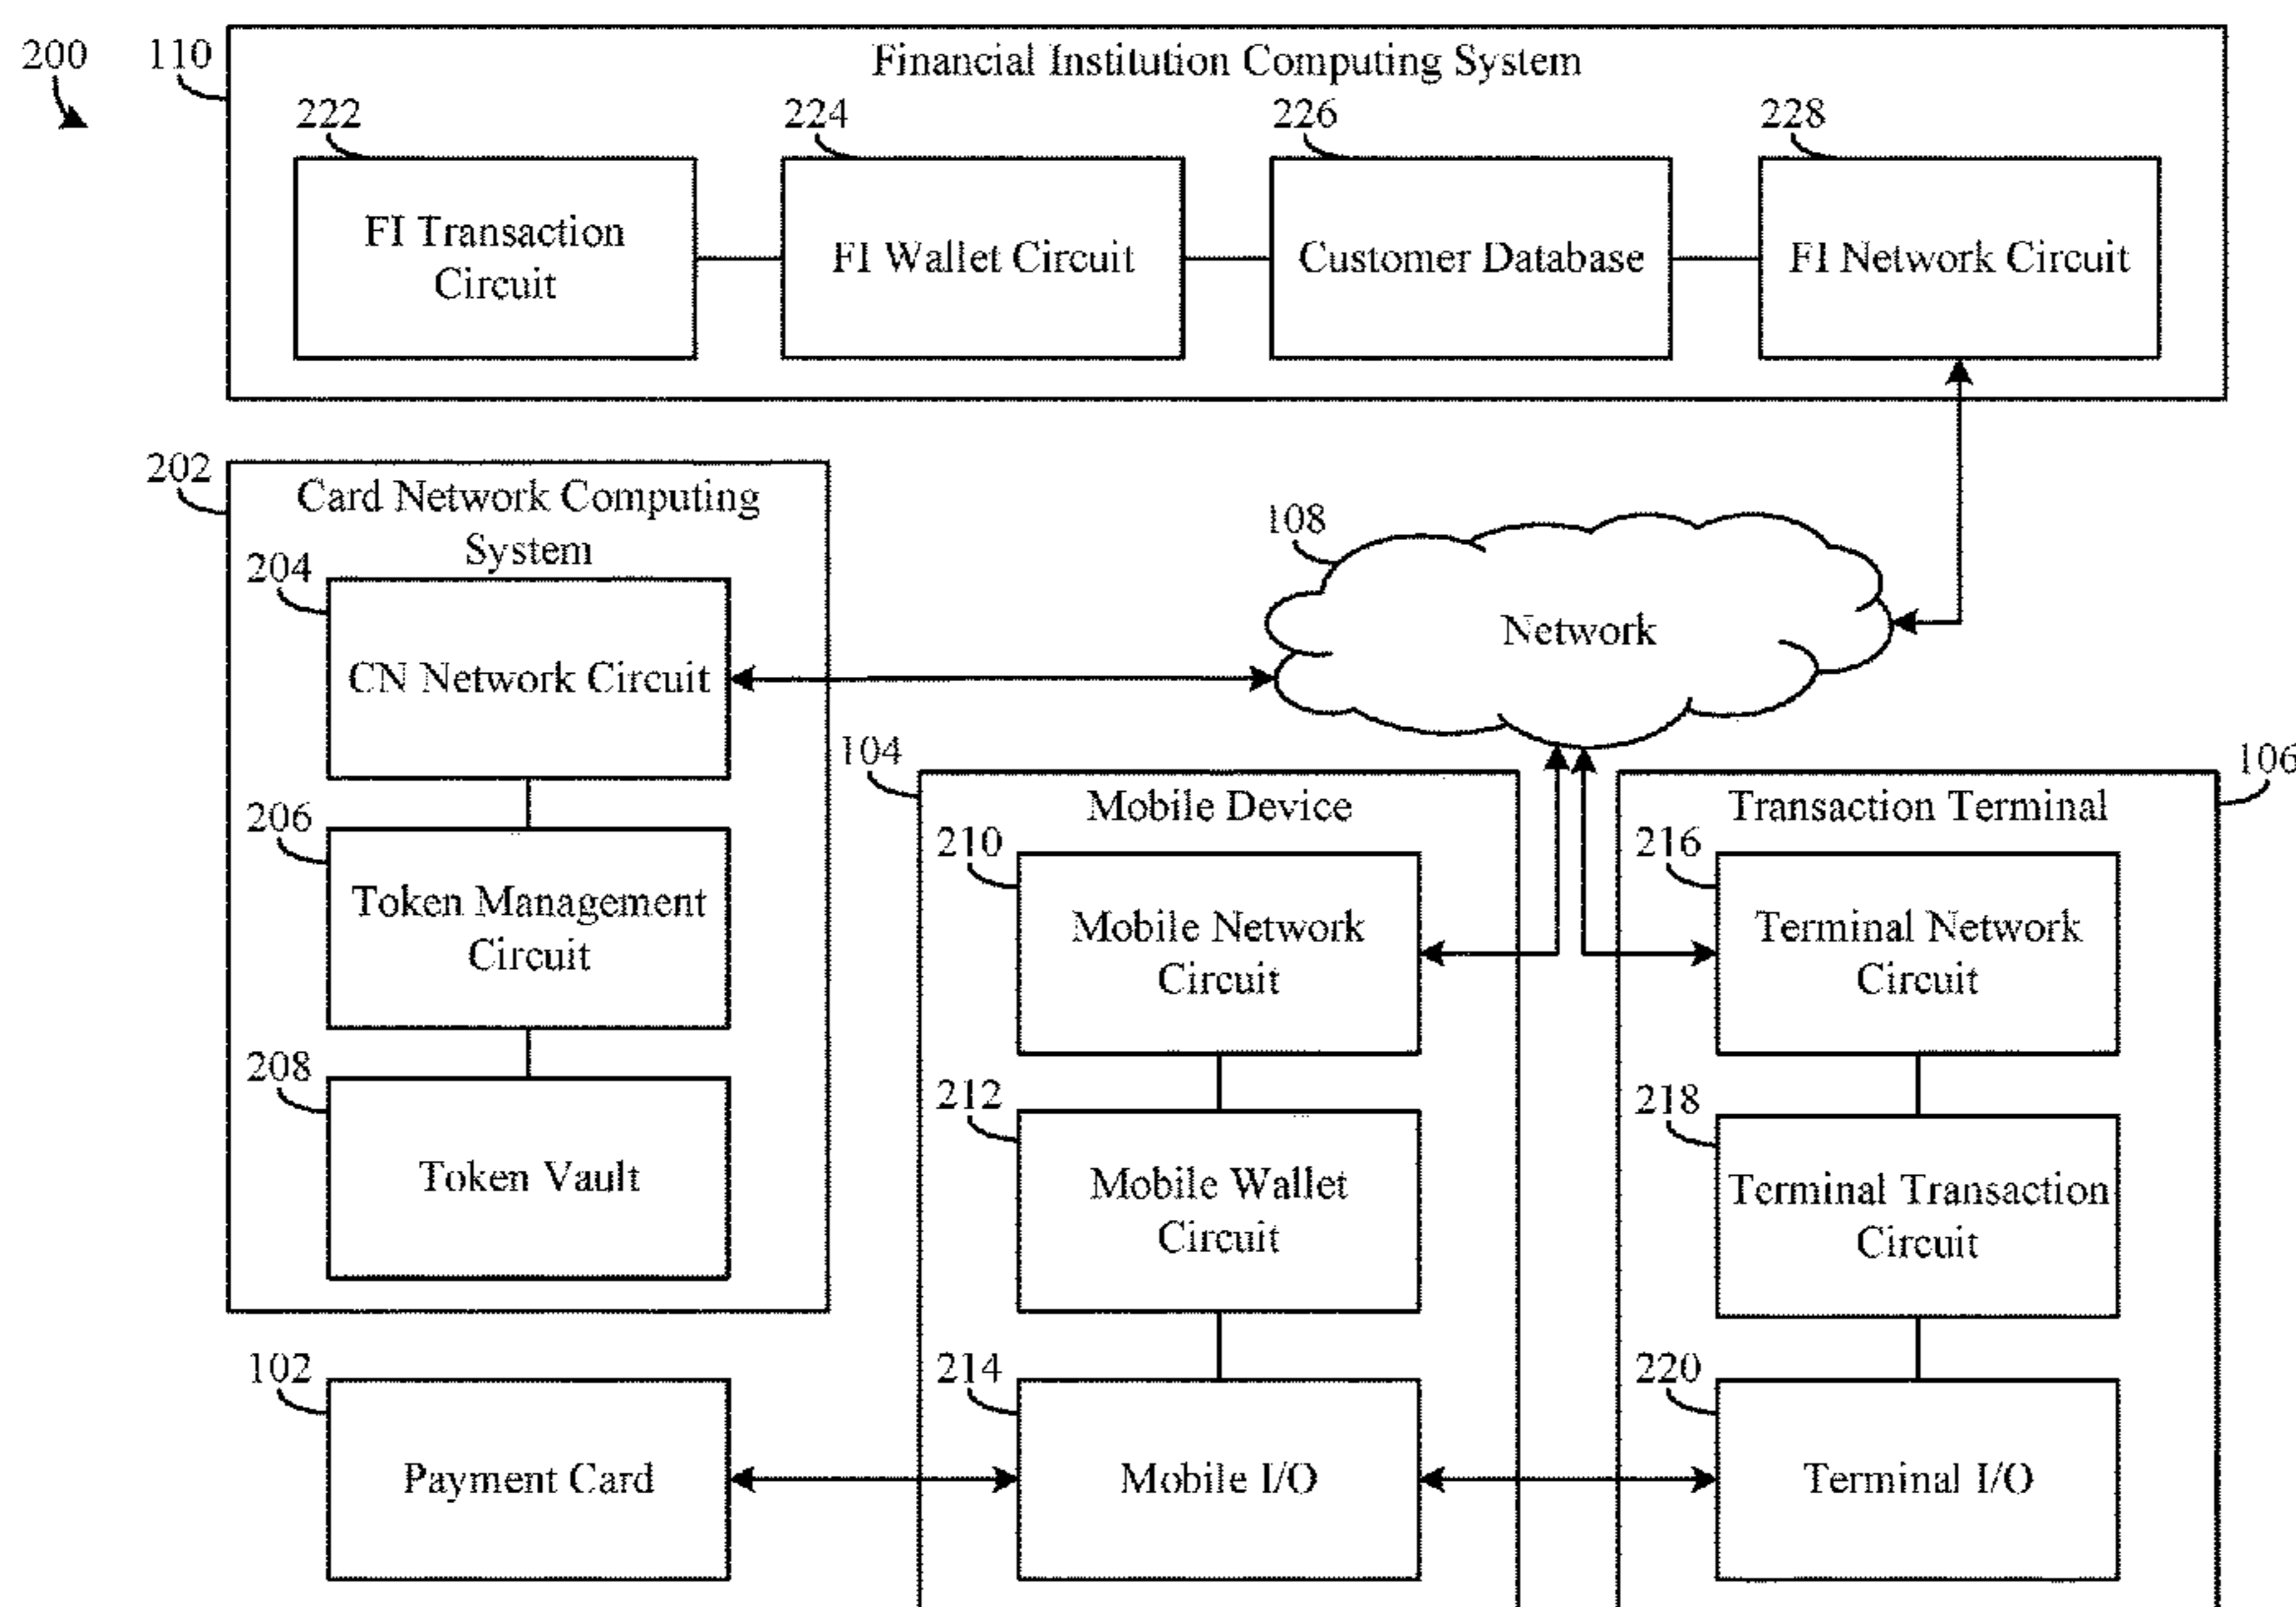 200
110
Financial Institution Computing System
222
224
226
228
FI Transaction
Circuit
FI Wallet Circuit
Customer Database
FI Network Circuit
202
Card Network Computing
System
204
CN Network Circuit
206
Token Management
Circuit
208
Token Vault
108
Network
104
Mobile Device
210
Mobile Network
Circuit
212
Mobile Wallet
Circuit
214
Mobile I/O
106
Transaction Terminal
216
Terminal Network
Circuit
218
Terminal Transaction
Circuit
220
Terminal I/O
102
Payment Card